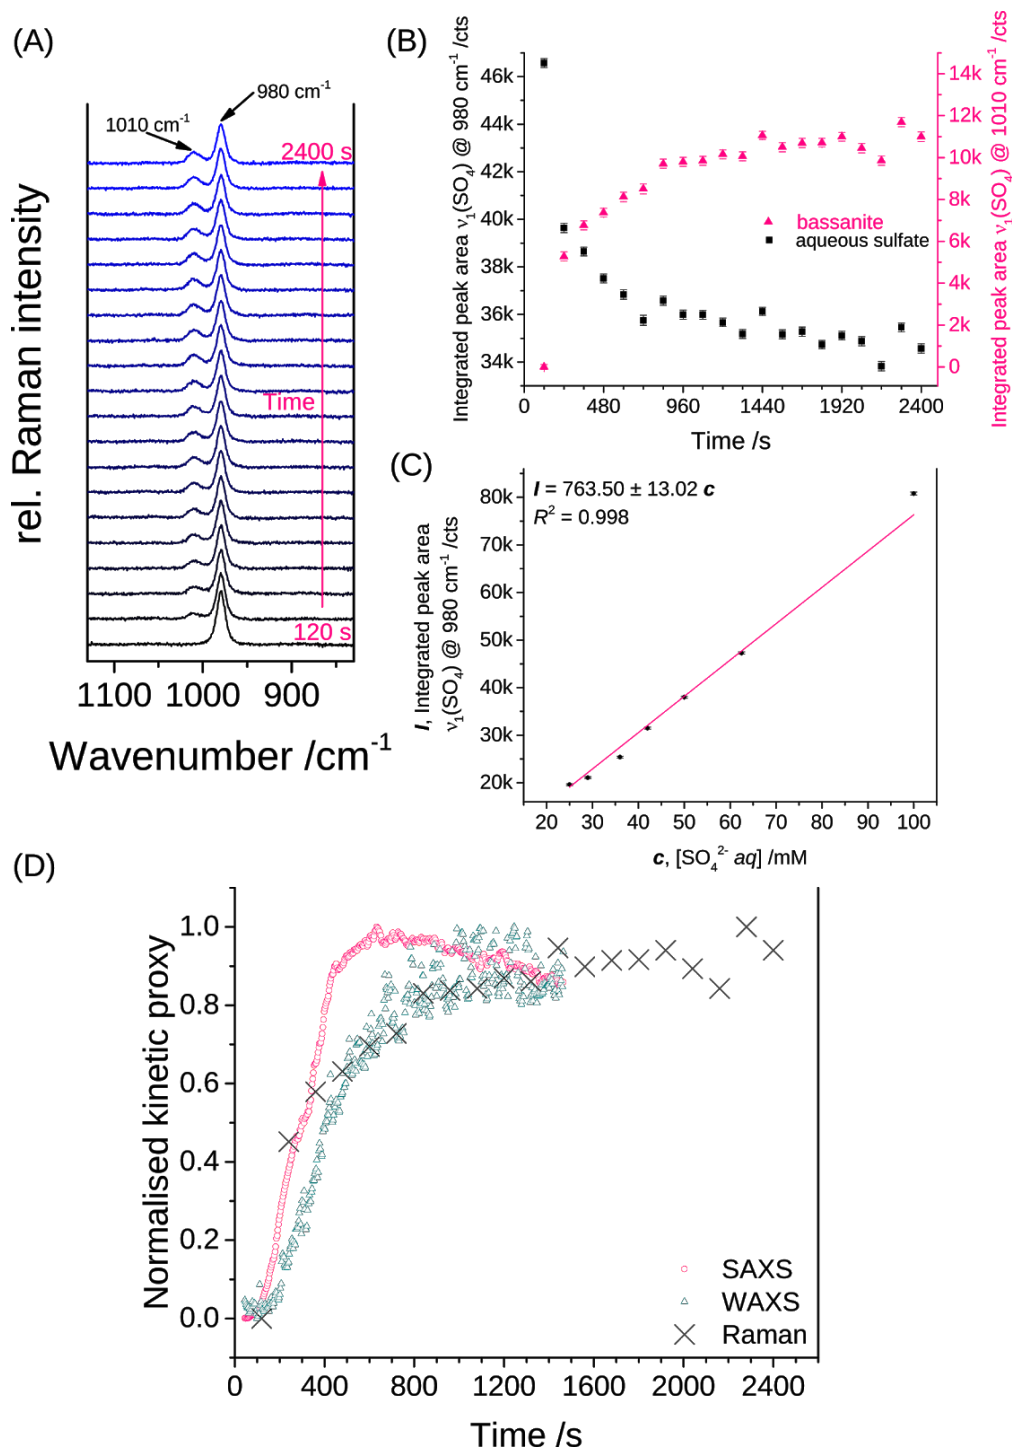 (A)
rel. Raman intensity
1010 cm⁻¹
980 cm⁻¹
2400 s
Time
120 s
1100 1000 900
Wavenumber /cm⁻¹
(B)
Integrated peak area ν₁(SO₄) @ 980 cm⁻¹ /cts
46k
44k
42k
40k
38k
36k
34k
14k
12k
10k
8k
6k
4k
2k
0
Integrated peak area ν₁(SO₄) @ 1010 cm⁻¹ /cts
bassanite
aqueous sulfate
0 480 960 1440 1920 2400
Time /s
(C)
I, Integrated peak area
ν₁(SO₄) @ 980 cm⁻¹ /cts
I = 763.50 ± 13.02 c
R² = 0.998
80k
70k
60k
50k
40k
30k
20k
20 30 40 50 60 70 80 90 100
c, [SO₄²⁻ aq] /mM
(D)
Normalised kinetic proxy
1.0
0.8
0.6
0.4
0.2
0.0
SAXS
WAXS
Raman
0 400 800 1200 1600 2000 2400
Time /s